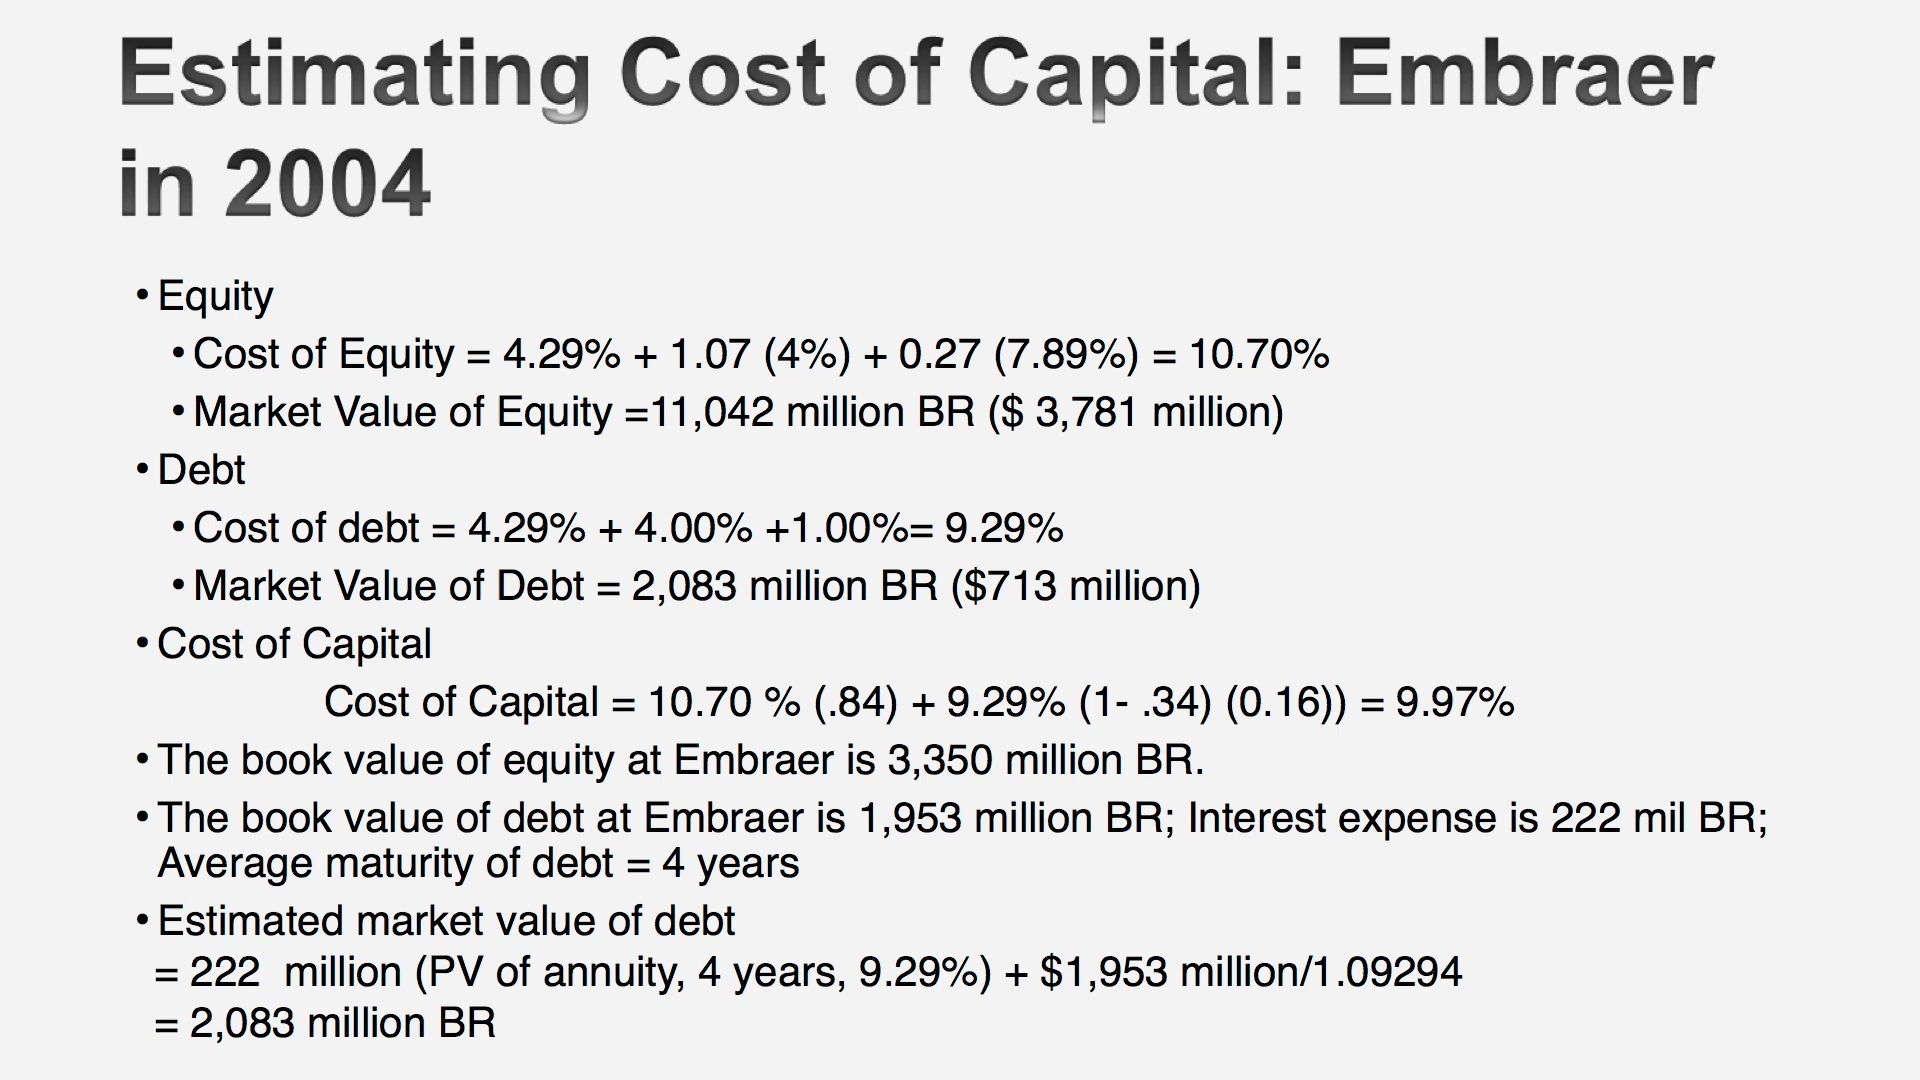 Estimating Cost of Capital: Embraer
in 2004
• Equity
• Cost of Equity = 4.29% + 1.07 (4%) + 0.27 (7.89%) = 10.70%
• Market Value of Equity =11,042 million BR ($ 3,781 million)
• Debt
• Cost of debt = 4.29% + 4.00% +1.00%= 9.29%
• Market Value of Debt = 2,083 million BR ($713 million)
• Cost of Capital
Cost of Capital = 10.70 % (.84) + 9.29% (1- .34) (0.16)) = 9.97%
• The book value of equity at Embraer is 3,350 million BR.
• The book value of debt at Embraer is 1,953 million BR; Interest expense is 222 mil BR;
Average maturity of debt = 4 years
• Estimated market value of debt
= 222  million (PV of annuity, 4 years, 9.29%) + $1,953 million/1.09294
= 2,083 million BR